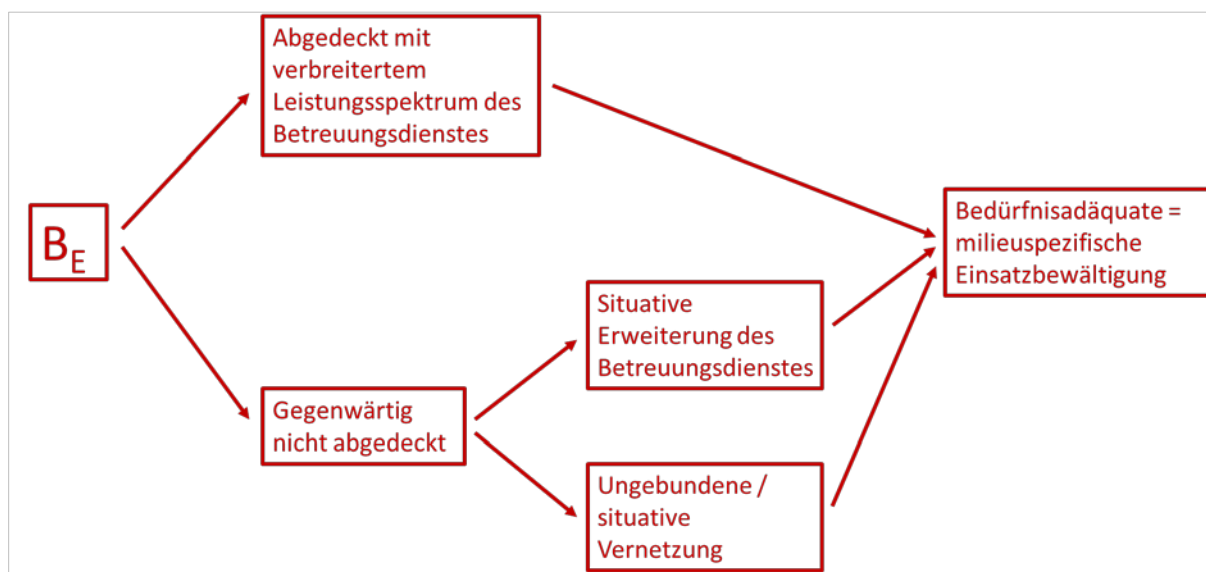 Abgedeckt mit
verbreitertem
Leistungsspektrum des
Betreuungsdienstes
B_E
Bedürfnisadäquate =
milieuspezifische
Einsatzbewältigung
Situative
Erweiterung des
Betreuungsdienstes
Gegenwärtig
nicht abgedeckt
Ungebundene /
situative
Vernetzung